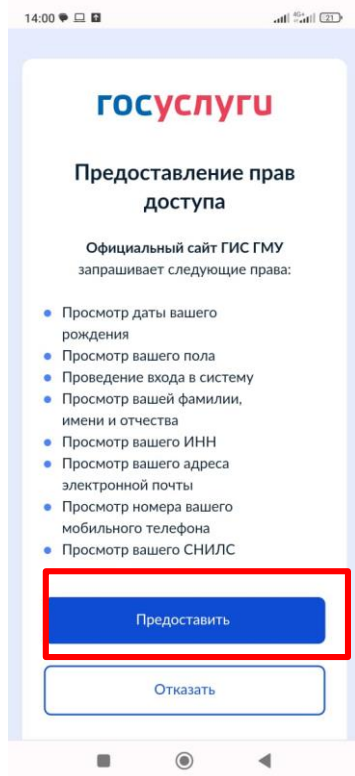 14:00
4G+
21
госуслуги
Предоставление прав
доступа
Официальный сайт ГИС ГМУ
запрашивает следующие права:
Просмотр даты вашего
рождения
Просмотр вашего пола
Проведение входа в систему
Просмотр вашей фамилии,
имени и отчества
Просмотр вашего ИНН
Просмотр вашего адреса
электронной почты
Просмотр номера вашего
мобильного телефона
Просмотр вашего СНИЛС
Предоставить
Отказать